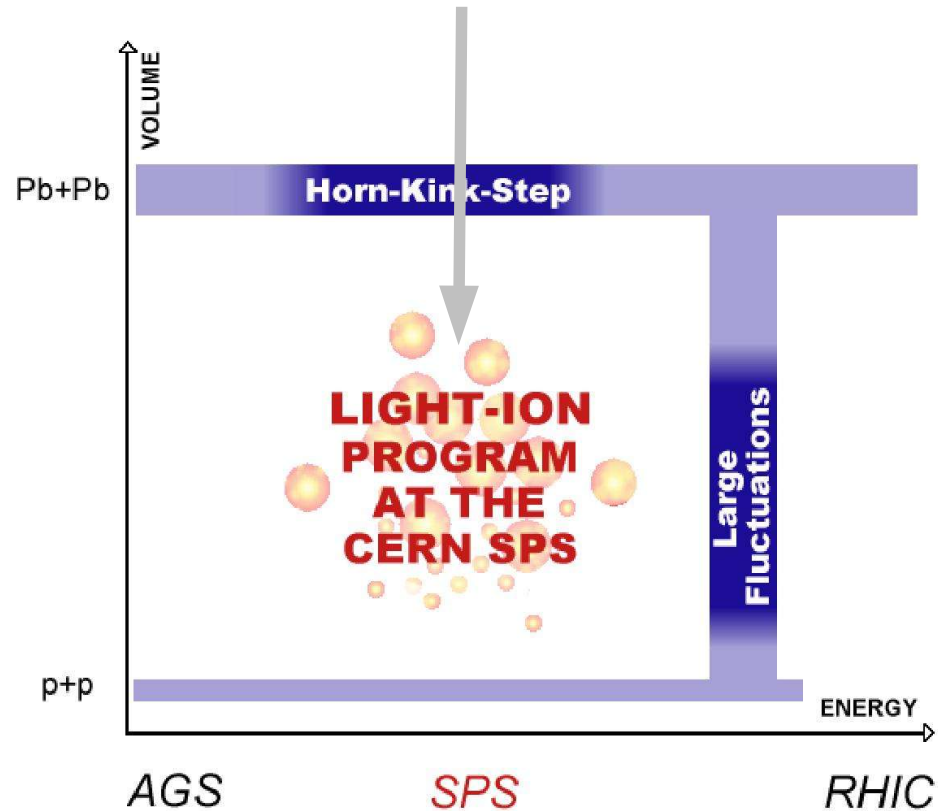 VOLUME
Pb+Pb
Horn-Kink-Step
LIGHT-ION
PROGRAM
AT THE
CERN SPS
Large
Fluctuations
p+p
ENERGY
AGS
SPS
RHIC